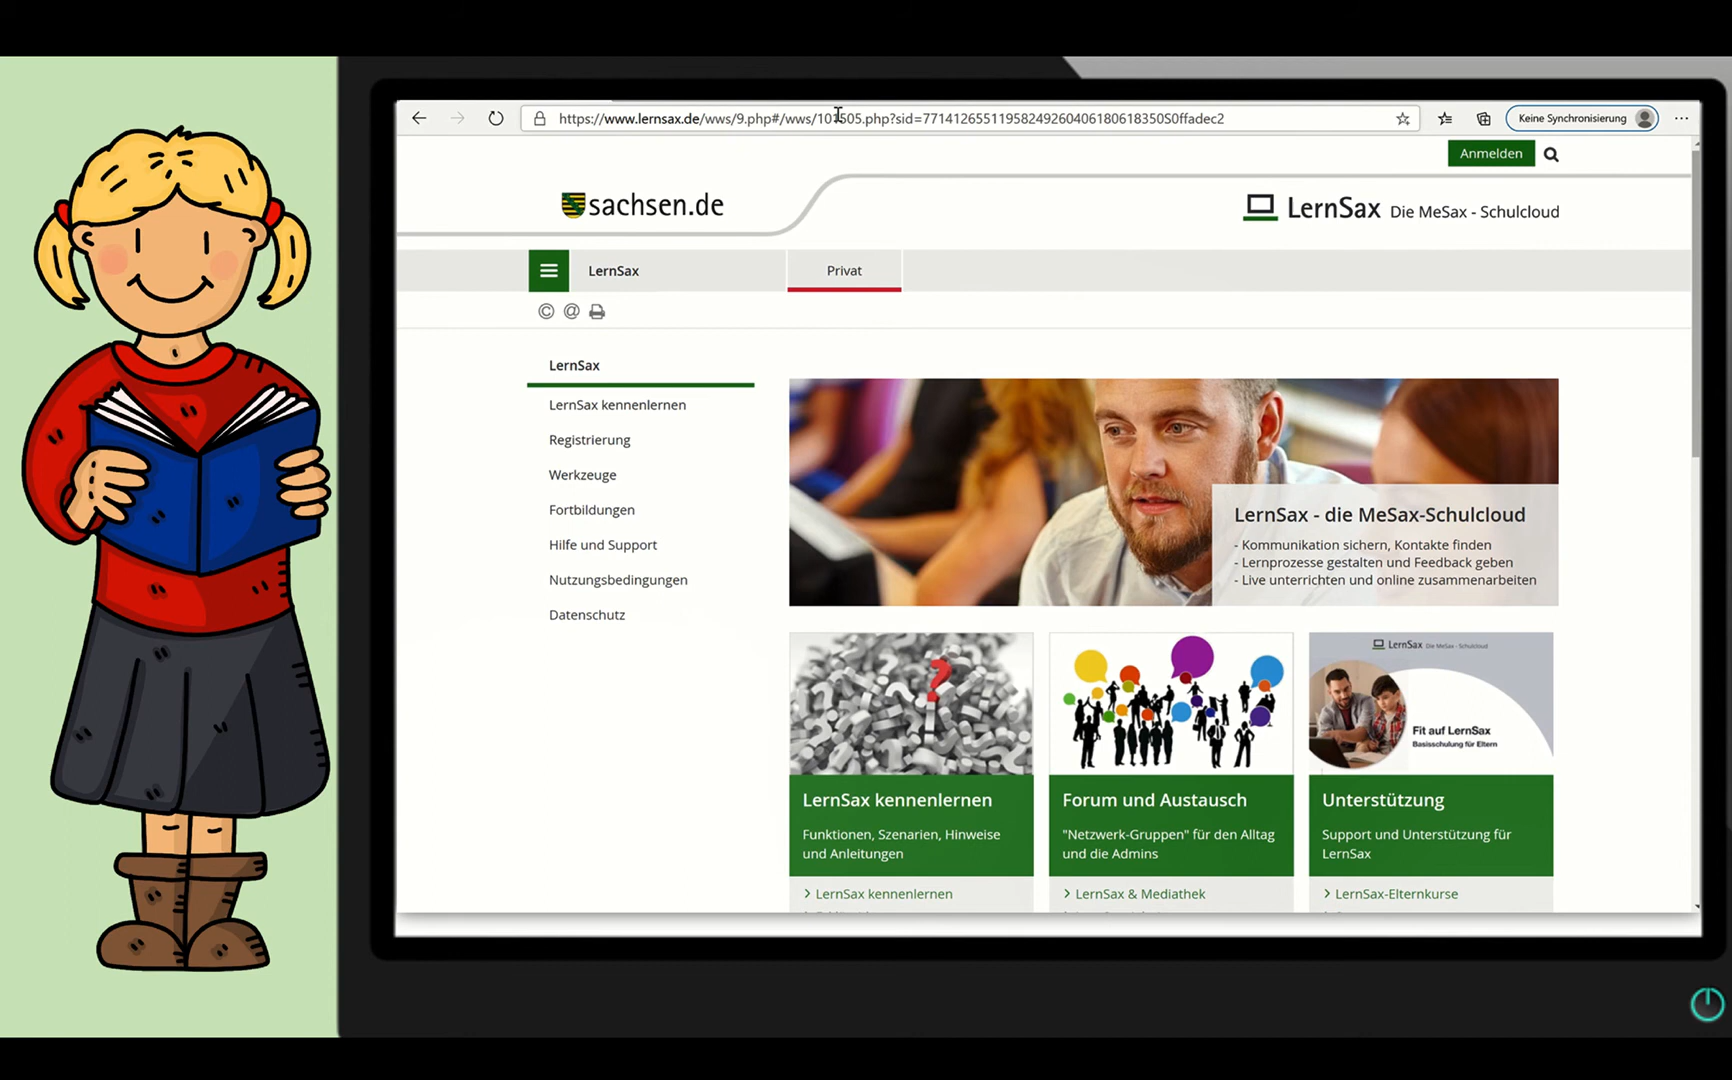 https://www.lernsax.de/wws/9.php#/wws/101505.php?sid=77141265511958249260406180618350S0ffadec2
Keine Synchronisierung
Anmelden
sachsen.de
LernSax Die MeSax - Schulcloud
LernSax
Privat
LernSax
LernSax kennenlernen
Registrierung
Werkzeuge
Fortbildungen
Hilfe und Support
Nutzungsbedingungen
Datenschutz
LernSax - die MeSax-Schulcloud
- Kommunikation sichern, Kontakte finden
- Lernprozesse gestalten und Feedback geben
- Live unterrichten und online zusammenarbeiten
LernSax kennenlernen
Funktionen, Szenarien, Hinweise
und Anleitungen
> LernSax kennenlernen
Forum und Austausch
"Netzwerk-Gruppen" für den Alltag
und die Admins
> LernSax & Mediathek
LernSax Die MeSax - Schulcloud
Fit auf LernSax
Basisschulung für Eltern
Unterstützung
Support und Unterstützung für
LernSax
> LernSax-Elternkurse